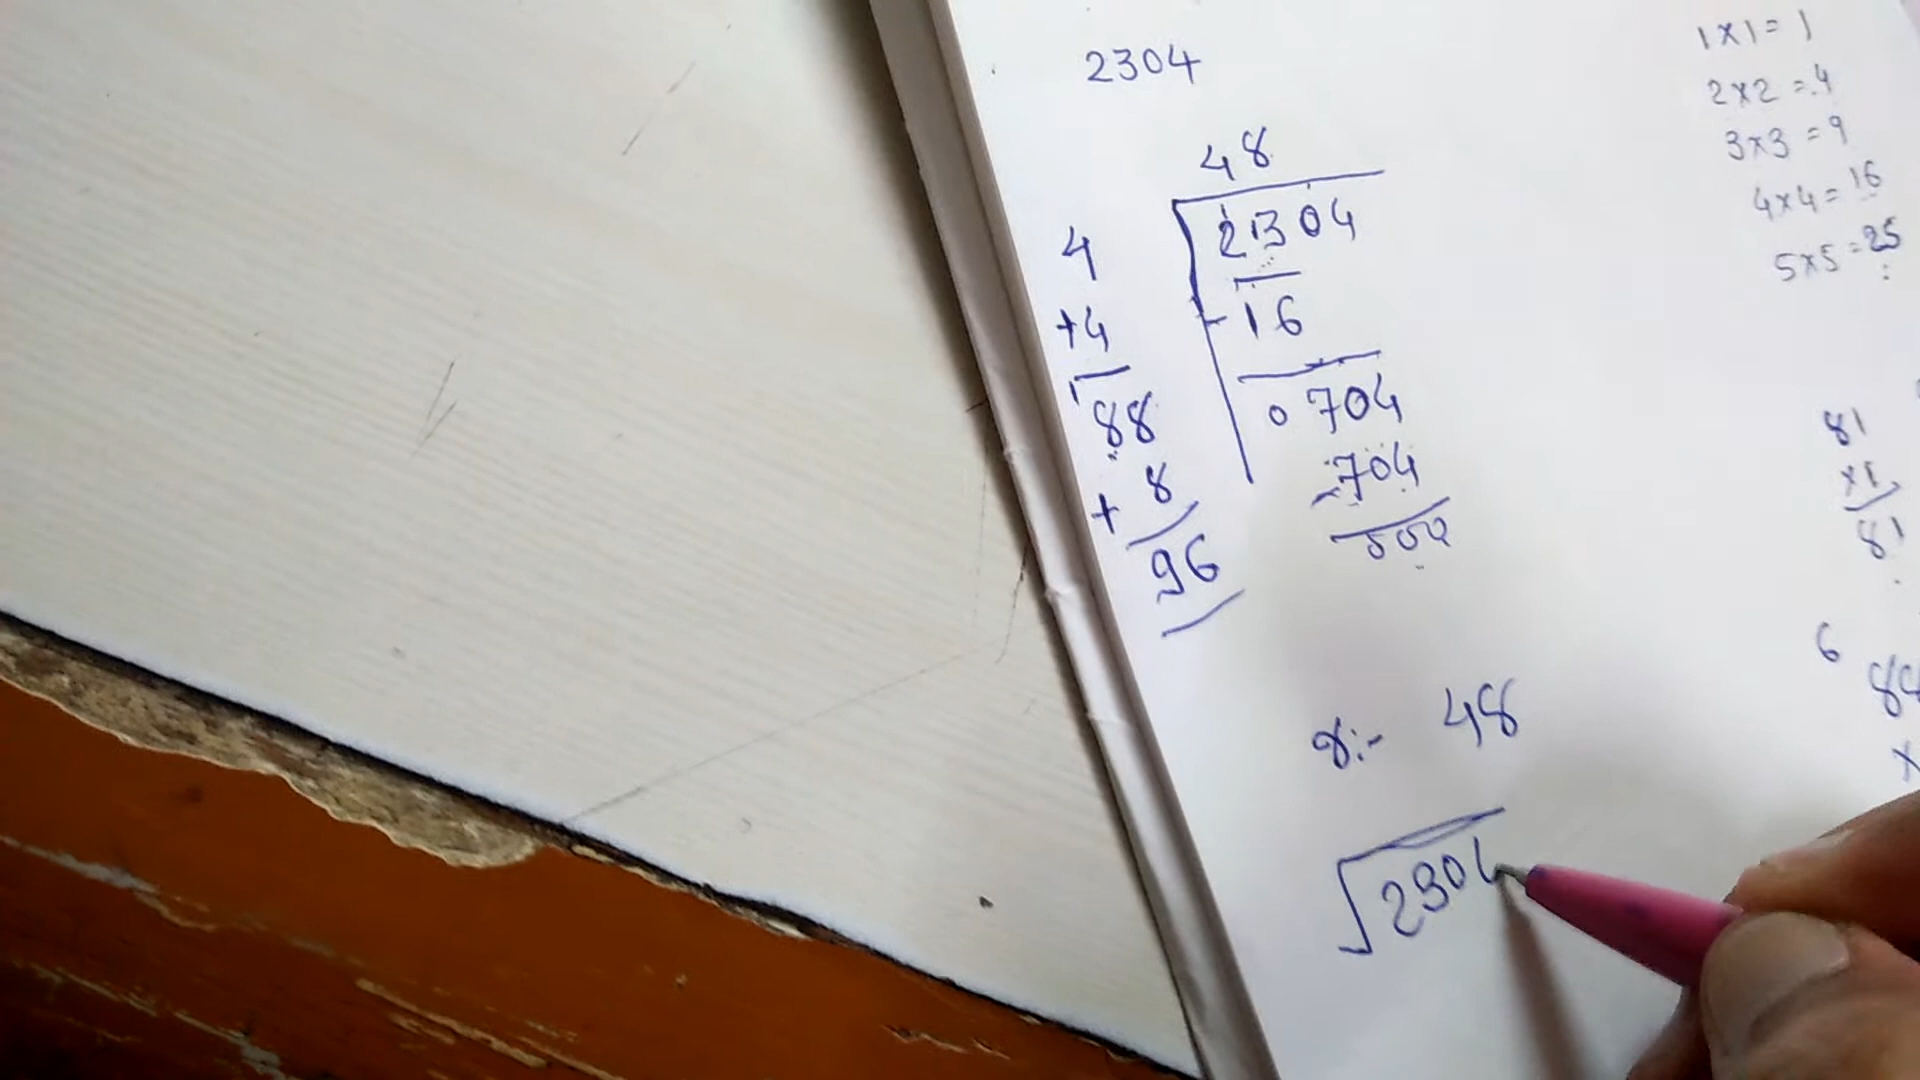 2304
48
2304
4
+4
88
+ 8
96
- 16
0704
- 704
000
:- 48
√2304
1x1= 1
2x2 = 4
3x3 = 9
4x4= 16
5x5= 25
81
x1
81
6
x